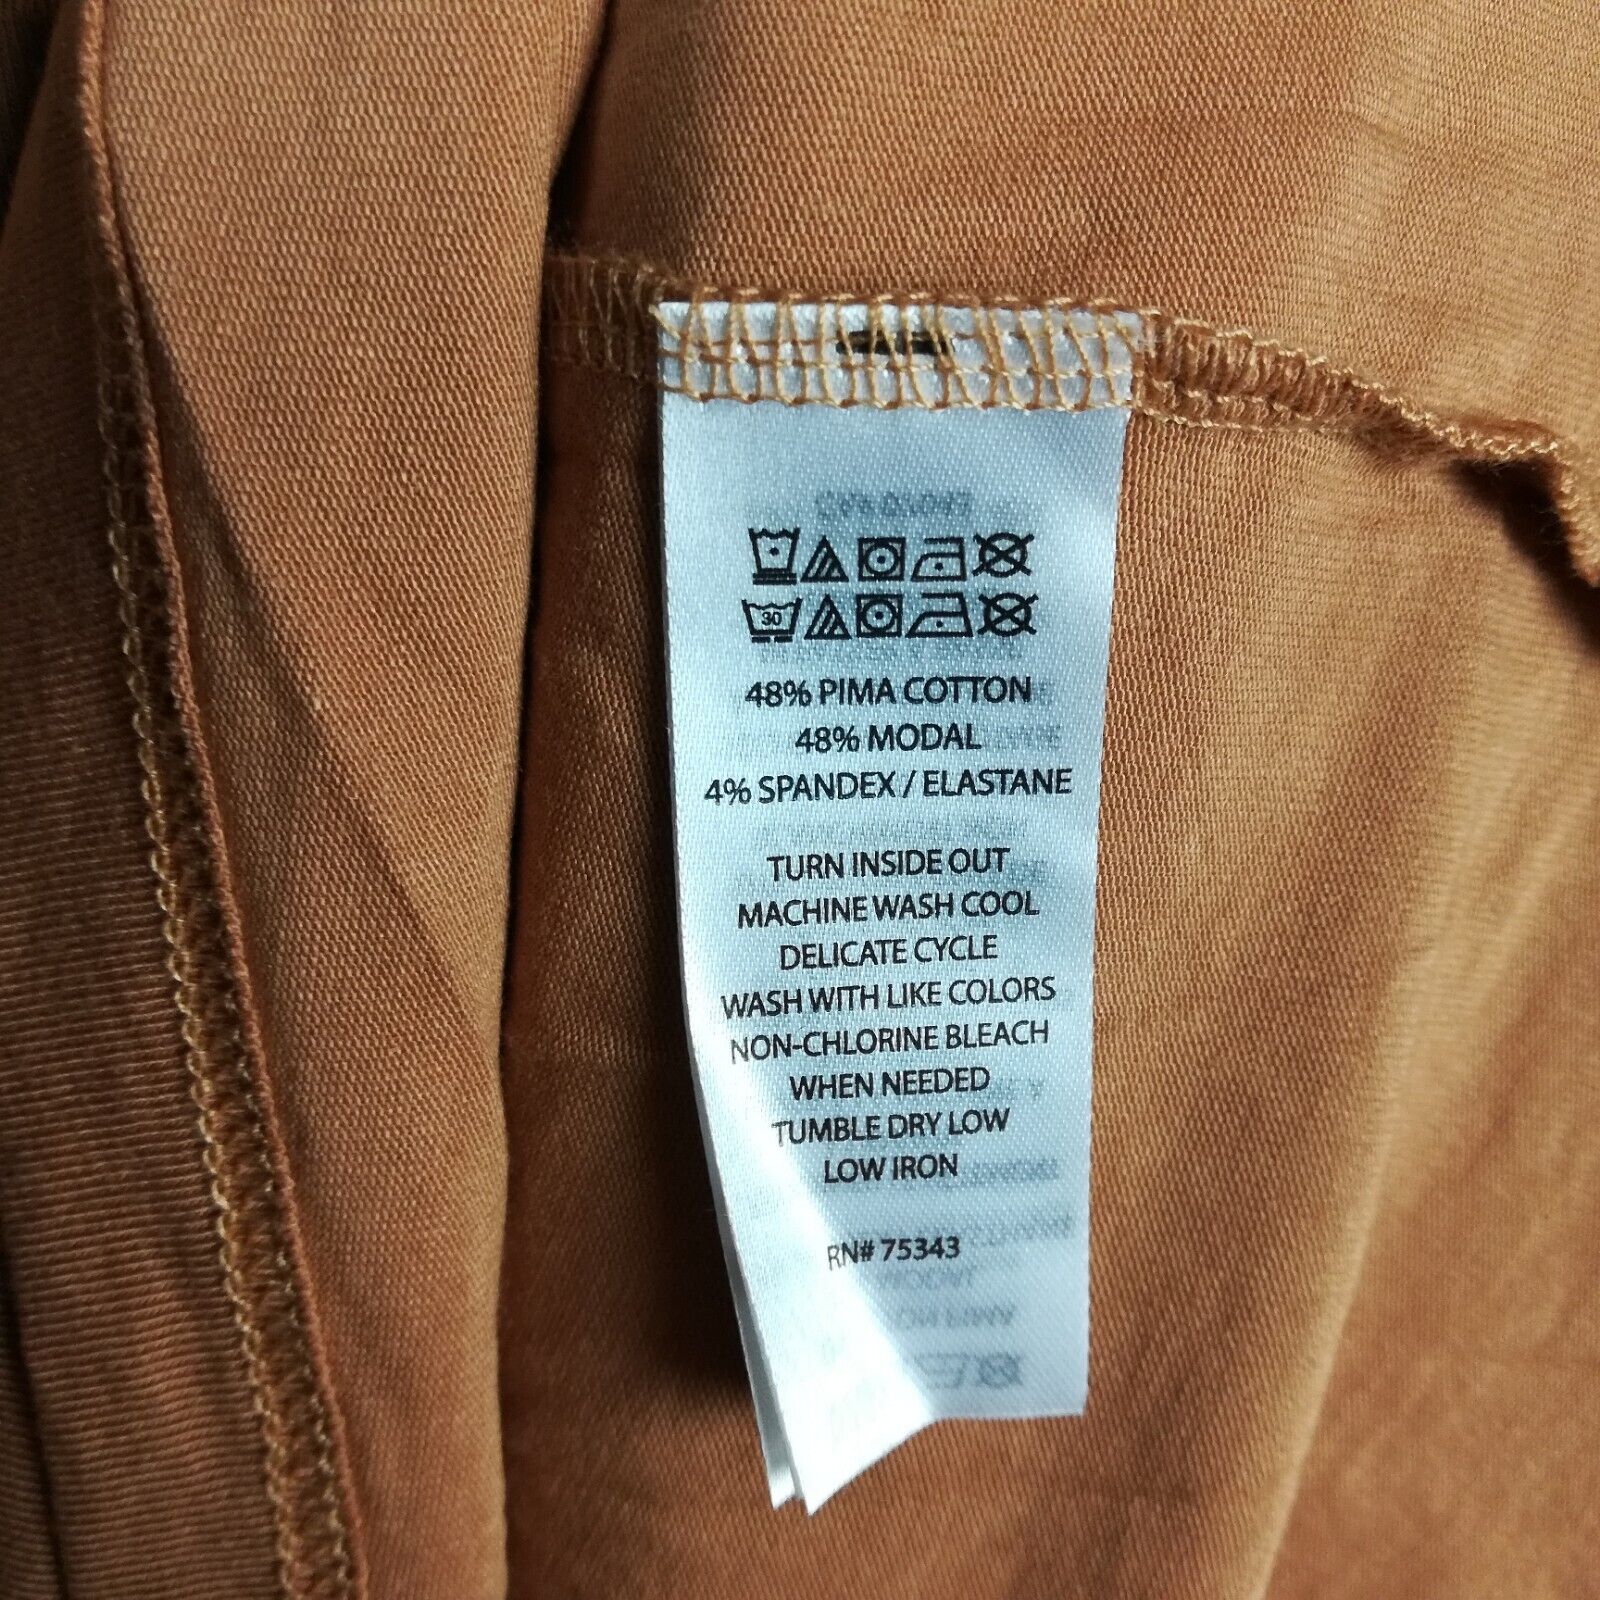 30
48% PIMA COTTON
48% MODAL
4% SPANDEX / ELASTANE
TURN INSIDE OUT
MACHINE WASH COOL
DELICATE CYCLE
WASH WITH LIKE COLORS
NON-CHLORINE BLEACH
WHEN NEEDED
TUMBLE DRY LOW
LOW IRON
RN# 75343